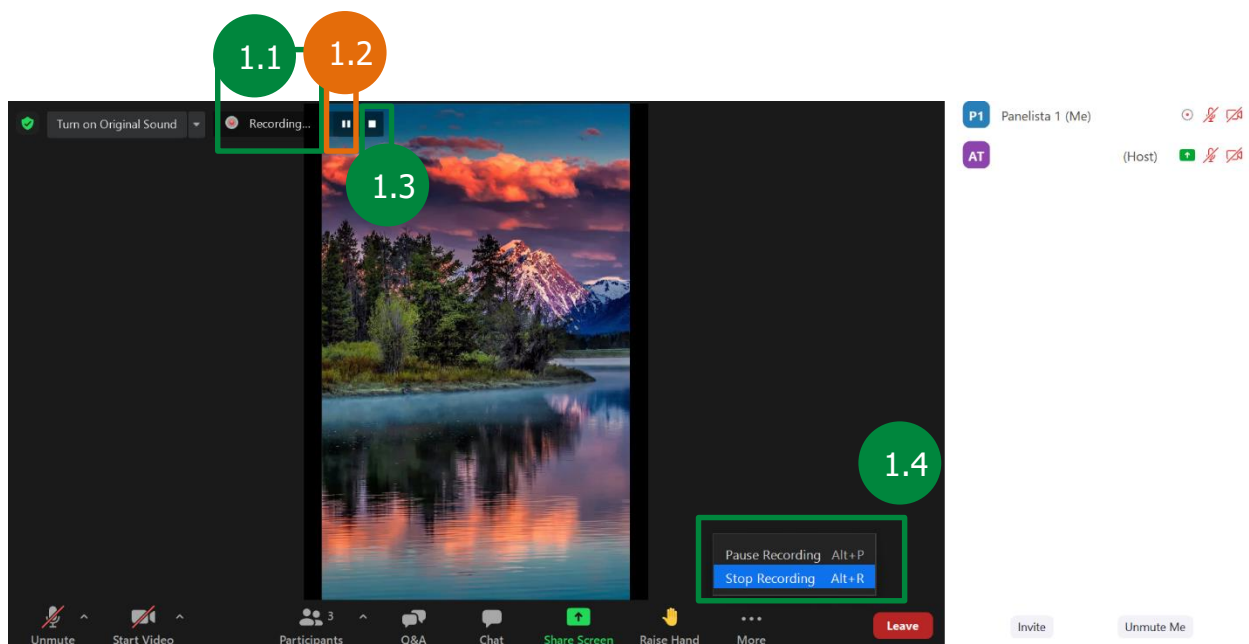 1.1
1.2
Turn on Original Sound
Recording...
1.3
P1 Panelista 1 (Me)
AT (Host)
1.4
Pause Recording Alt+P
Stop Recording Alt+R
Unmute
Start Video
3
Participants
Q&A
Chat
Share Screen
Raise Hand
More
Leave
Invite
Unmute Me